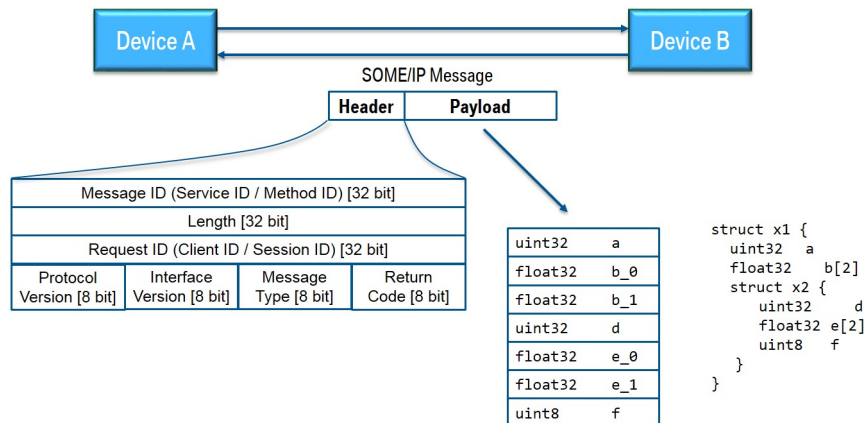 Device A
Device B
SOME/IP Message
Header Payload
Message ID (Service ID / Method ID) [32 bit]
Length [32 bit]
Request ID (Client ID / Session ID) [32 bit]
Protocol Version [8 bit]
Interface Version [8 bit]
Message Type [8 bit]
Return Code [8 bit]
uint32 a
float32 b_0
float32 b_1
uint32 d
float32 e_0
float32 e_1
uint8 f
struct x1 {
uint32 a
float32 b[2]
struct x2 {
uint32 d
float32 e[2]
uint8 f
}
}